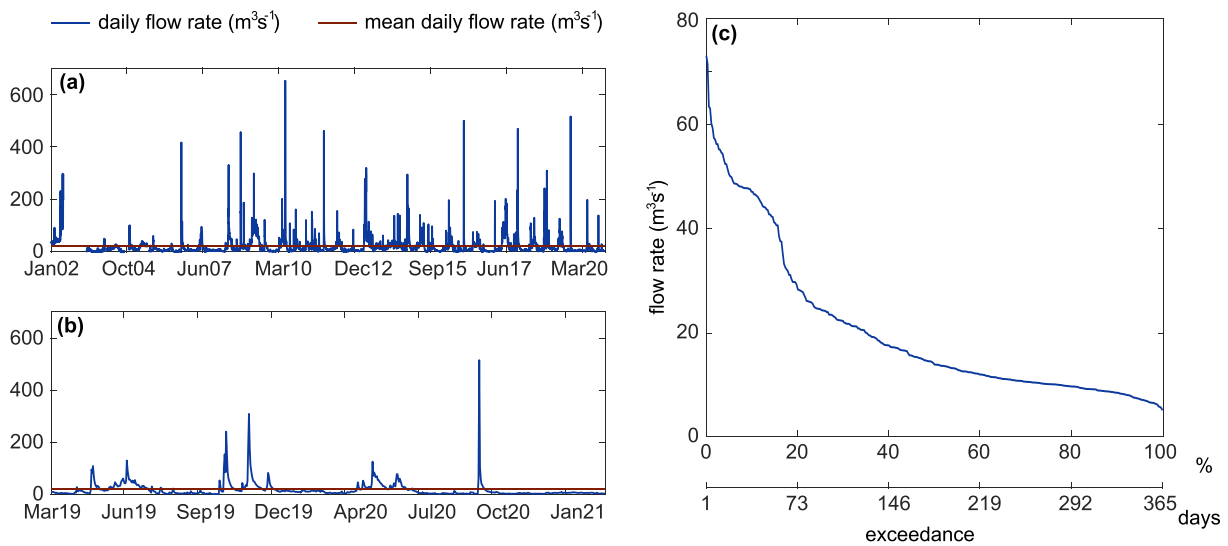 daily flow rate (m³s⁻¹) mean daily flow rate (m³s⁻¹)
(a)
600
400
200
0
Jan02 Oct04 Jun07 Mar10 Dec12 Sep15 Jun17 Mar20
(b)
600
400
200
0
Mar19 Jun19 Sep19 Dec19 Apr20 Jul20 Oct20 Jan21
(c)
flow rate (m³s⁻¹)
80
60
40
20
0
0 20 40 60 80 100 %
1 73 146 219 292 365 days
exceedance